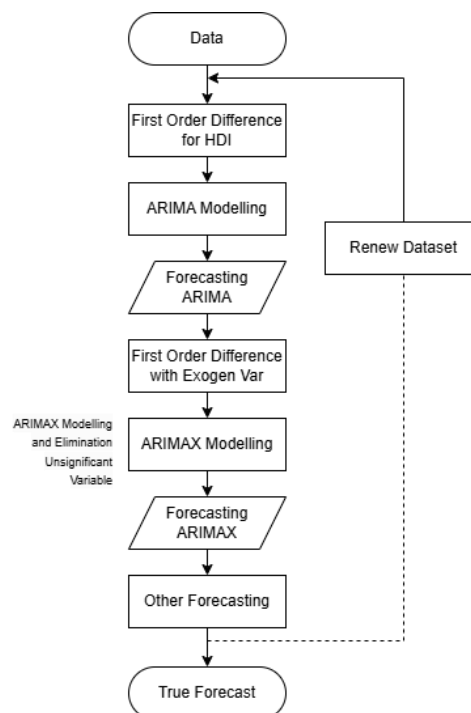 Data
First Order Difference
for HDI
ARIMA Modelling
Renew Dataset
Forecasting
ARIMA
First Order Difference
with Exogen Var
ARIMAX Modelling
and Elimination
Unsignificant
Variable
ARIMAX Modelling
Forecasting
ARIMAX
Other Forecasting
True Forecast